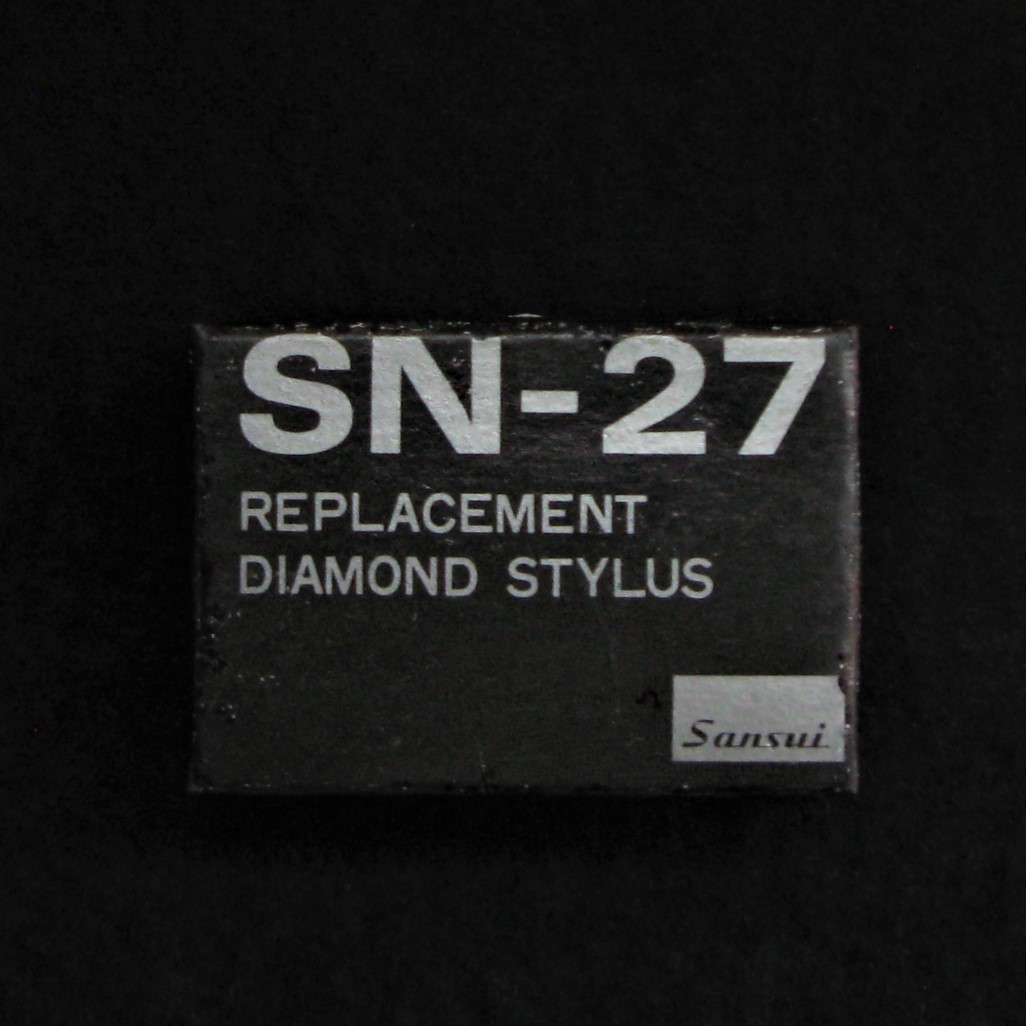 SN-27
REPLACEMENT
DIAMOND STYLUS
Sansui